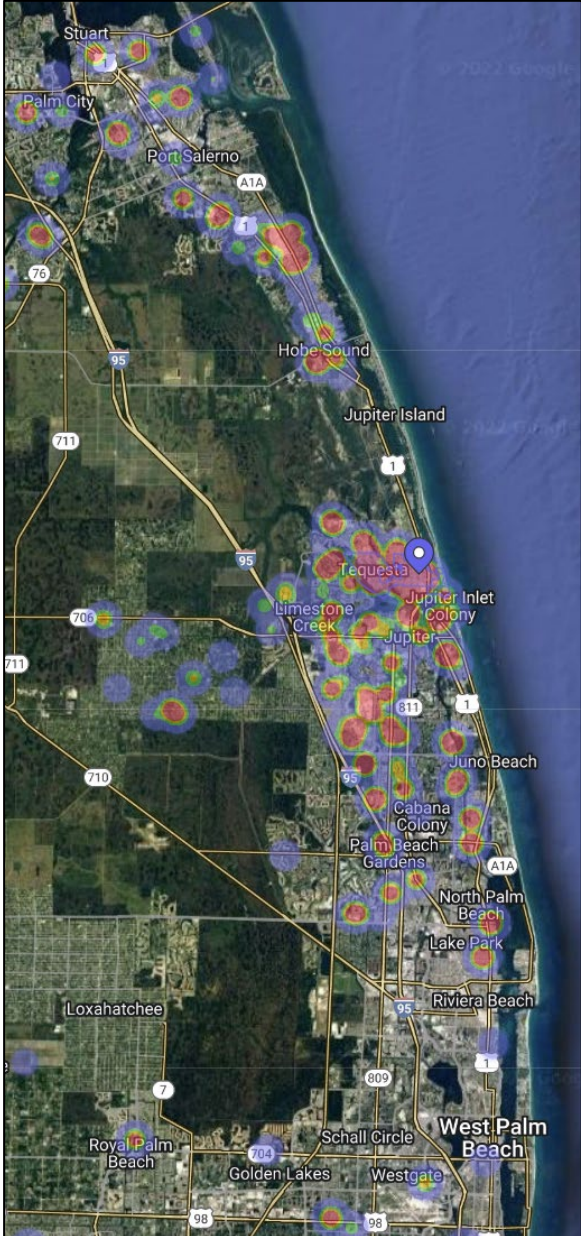 Stuart
1
© 2022 Google
Palm City
Port Salerno
A1A
1
76
95
Hobe Sound
Jupiter Island
711
1
95
Tequesta
Jupiter Inlet
Colony
Limestone
Creek
706
Jupiter
711
811
1
710
95
Juno Beach
Cabana
Colony
Palm Beach
Gardens
A1A
North Palm
Beach
Lake Park
95
Riviera Beach
Loxahatchee
1
809
7
West Palm
Beach
Schall Circle
Royal Palm
Beach
704
Golden Lakes
Westgate
98
98